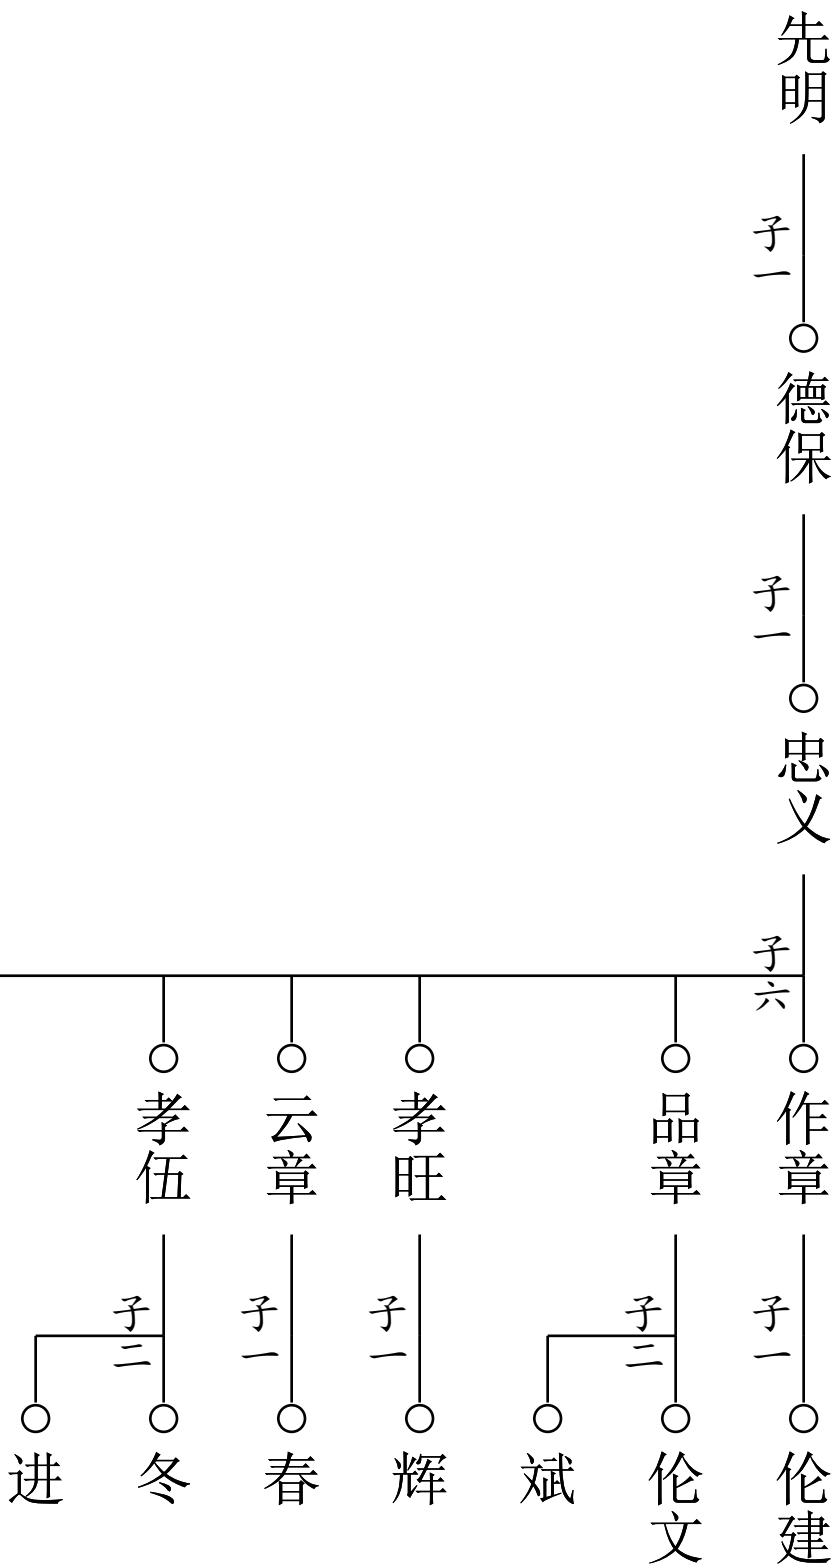 先明
子一
德保
子一
忠义
子六
作章
品章
孝旺
云章
孝伍
子一
子二
子一
子一
子二
伦建
伦文
斌
辉
春
冬
进